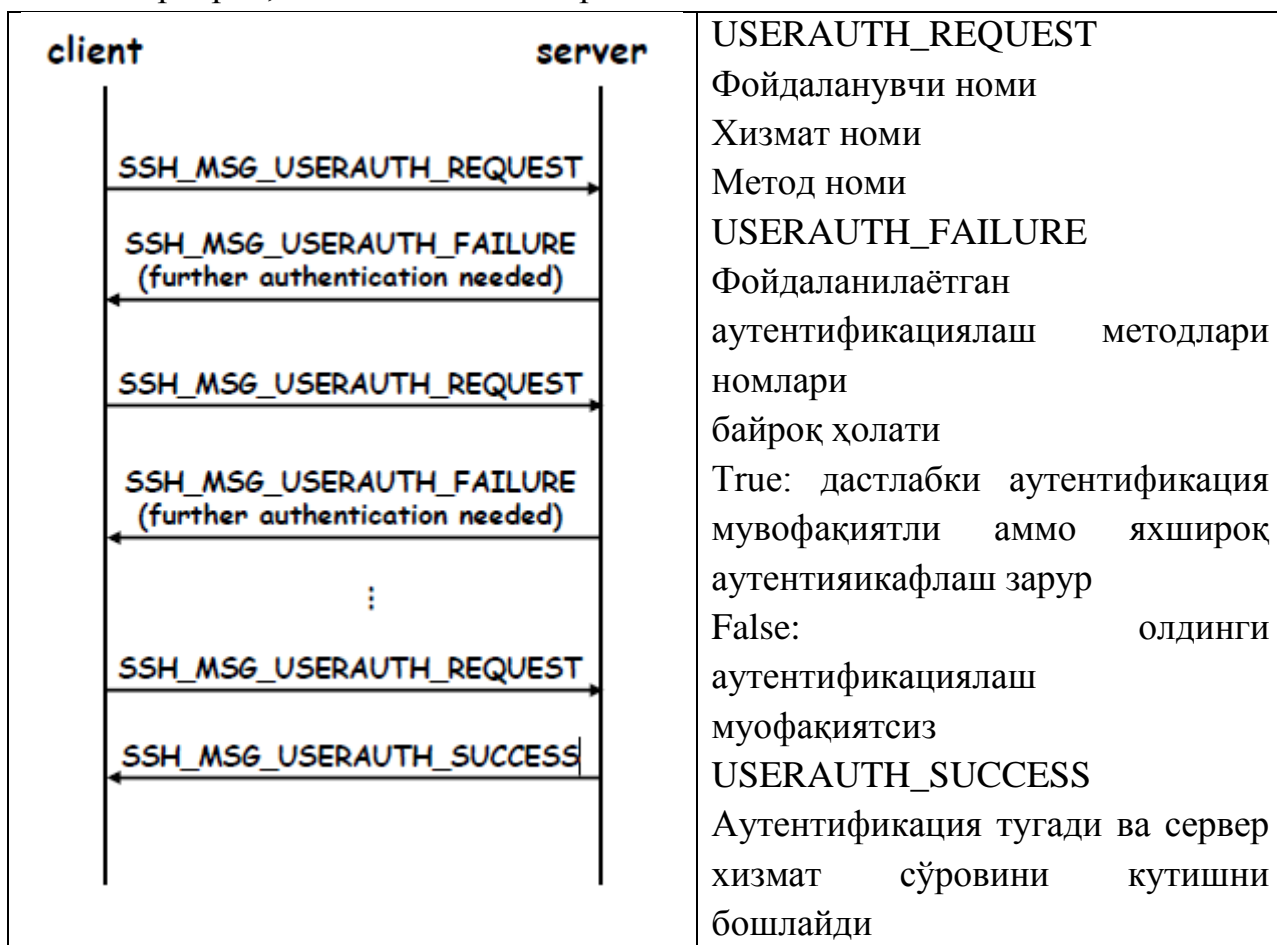 client server
SSH_MSG_USERAUTH_REQUEST
SSH_MSG_USERAUTH_FAILURE
(further authentication needed)
SSH_MSG_USERAUTH_REQUEST
SSH_MSG_USERAUTH_FAILURE
(further authentication needed)
⋮
SSH_MSG_USERAUTH_REQUEST
SSH_MSG_USERAUTH_SUCCESS
USERAUTH_REQUEST
Фойдаланувчи номи
Хизмат номи
Метод номи
USERAUTH_FAILURE
Фойдаланилаётган
аутентификациялаш методлари
номлари
байроқ ҳолати
True: дастлабки аутентификация
мувофақиятли аммо яхшироқ
аутентияикафлаш зарур
False: олдинги
аутентификациялаш
муофақиятсиз
USERAUTH_SUCCESS
Аутентификация тугади ва сервер
хизмат сўровини кутишни
бошлайди